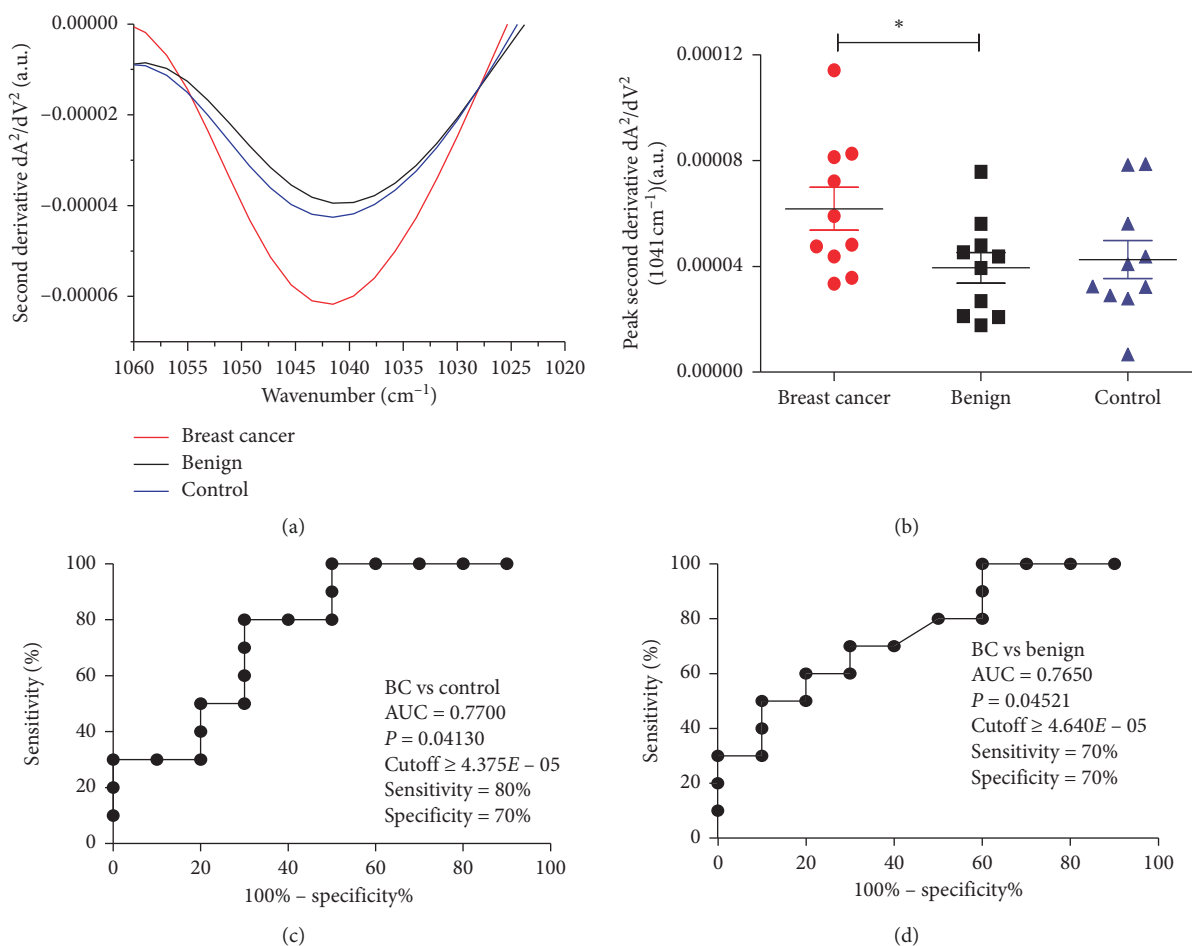 0.00000
−0.00002
−0.00004
−0.00006
Second derivative dA²/dV² (a.u.)
1060 1055 1050 1045 1040 1035 1030 1025 1020
Wavenumber (cm⁻¹)
Breast cancer
Benign
Control
(a)
*
0.00012
0.00008
0.00004
0.00000
Peak second derivative dA²/dV²
(1041 cm⁻¹)(a.u.)
Breast cancer Benign Control
(b)
100
80
60
40
20
0
Sensitivity (%)
BC vs control
AUC = 0.7700
P = 0.04130
Cutoff ≥ 4.375E − 05
Sensitivity = 80%
Specificity = 70%
0 20 40 60 80 100
100% − specificity%
(c)
100
80
60
40
20
0
Sensitivity (%)
BC vs benign
AUC = 0.7650
P = 0.04521
Cutoff ≥ 4.640E − 05
Sensitivity = 70%
Specificity = 70%
0 20 40 60 80 100
100% − specificity%
(d)